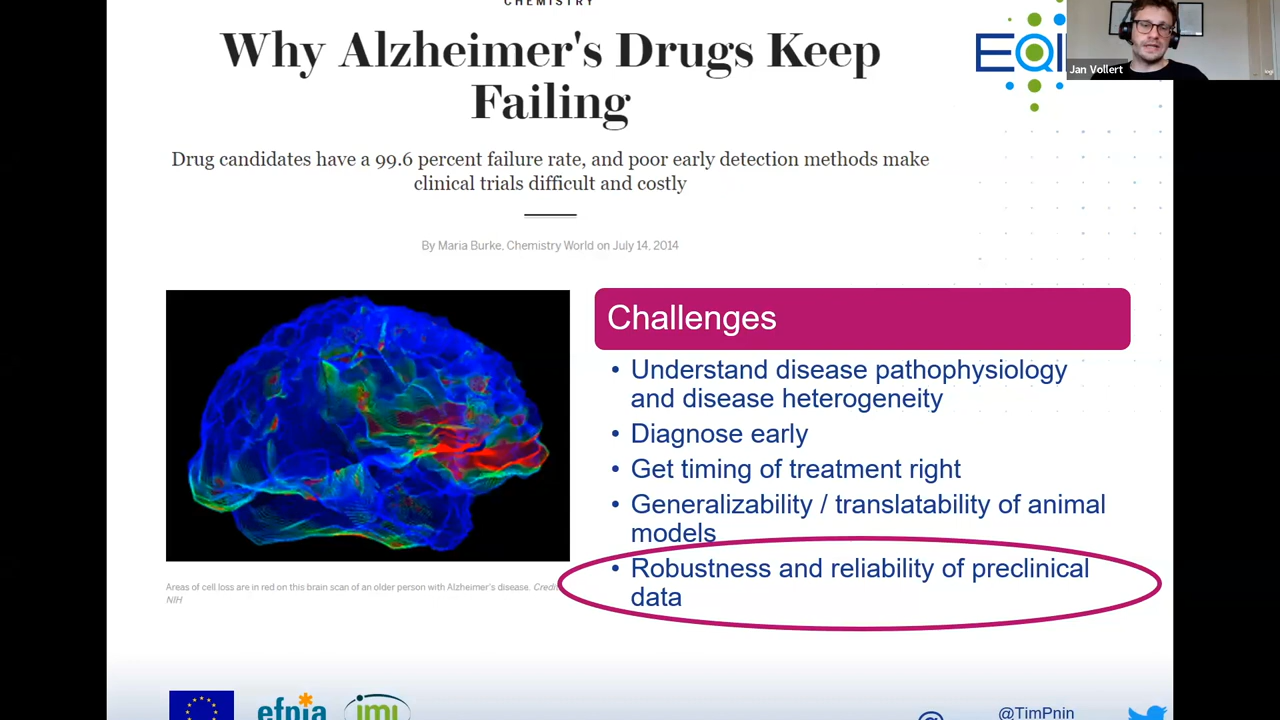 CHEMISTRY
Why Alzheimer's Drugs Keep
Failing
Drug candidates have a 99.6 percent failure rate, and poor early detection methods make
clinical trials difficult and costly
By Maria Burke, Chemistry World on July 14, 2014
EQI
Jan Vollert
Challenges
• Understand disease pathophysiology
and disease heterogeneity
• Diagnose early
• Get timing of treatment right
• Generalizability / translatability of animal
models
• Robustness and reliability of preclinical
data
Areas of cell loss are in red on this brain scan of an older person with Alzheimer's disease. Credit
NIH
efpia
imi
@
@TimPnin